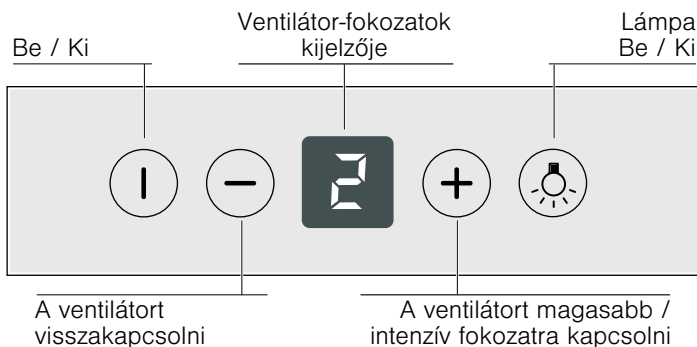 Be / Ki
Ventilátor-fokozatok
kijelzője
Lámpa
Be / Ki
2
A ventilátort
visszakapcsolni
A ventilátort magasabb /
intenzív fokozatra kapcsolni